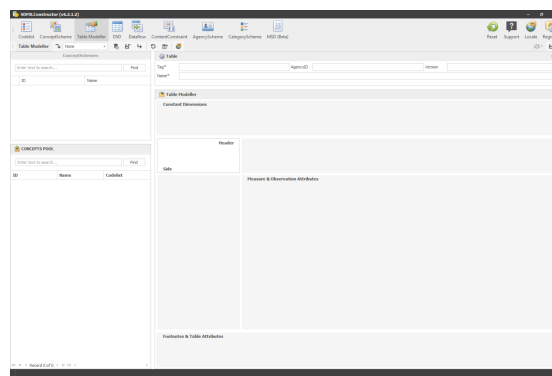 SDMX.Constructor (v4.2.1.2)
Codelist ConceptScheme Table Modeller DSD Dataflow ContentConstraint AgencyScheme CategoryScheme MSD (Beta) Reset Support Locale
Table Modeller None
ConceptSchemes
Enter text to search... Find
ID Name
CONCEPTS POOL
Enter text to search... Find
ID Name Codelist
Record 0 of 0
Table
Tag* AgencyID Version
Name*
Table Modeller
Constant Dimensions
Header
Side
Measure & Observation Attributes
Footnotes & Table Attributes